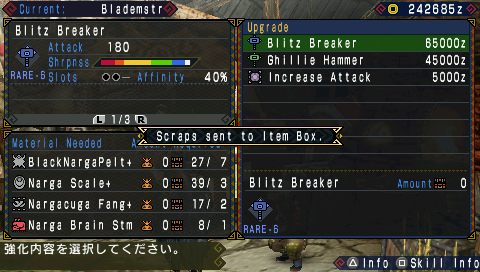 Current: Blademstr
242685z
Blitz Breaker
Attack 180
Shrpnss
RARE-6 Slots Affinity 40%
L 1/3 R
Upgrade
Blitz Breaker 65000z
Ghillie Hammer 45000z
Increase Attack 5000z
Scraps sent to Item Box.
Material Needed Amount Required
BlackNargaPelt+ 0 27/ 7
Narga Scale+ 0 39/ 3
Nargacuga Fang+ 0 17/ 2
Narga Brain Stm 0 8/ 1
Blitz Breaker Amount 0
RARE-6
強化内容を選択してください。
Info Skill Info